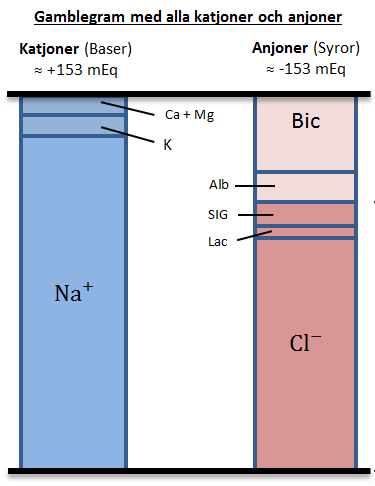 Gamblegram med alla katjoner och anjoner
Katjoner (Baser)
≈ +153 mEq
Anjoner (Syror)
≈ -153 mEq
Ca + Mg
K
Na⁺
Bic
Alb
SIG
Lac
Cl⁻